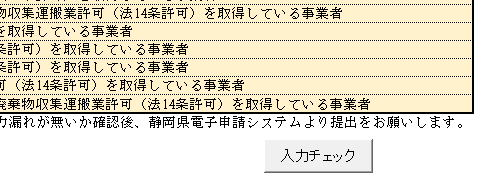 物収集運搬業許可（法14条許可）を取得している事業者
を取得している事業者
条許可）を取得している事業者
条許可）を取得している事業者
可（法14条許可）を取得している事業者
廃棄物収集運搬業許可（法14条許可）を取得している事業者
力漏れが無いか確認後、静岡県電子申請システムより提出をお願いします。
入力チェック